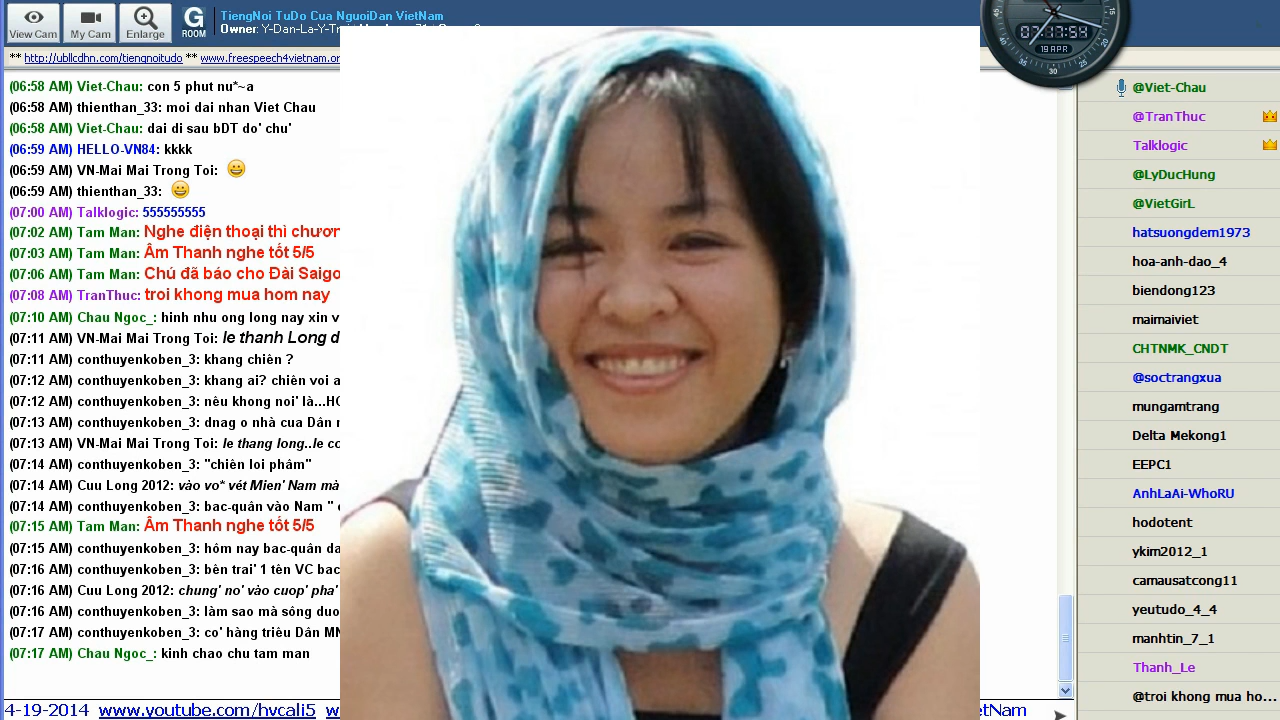 TiengNoi TuDo Cua NguoiDan VietNam
View Cam
My Cam
Enlarge
G
ROOM
** http://ubllcdhn.com/tiengnoitudo ** www.freespeech4vietnam.or
07:17:54
19 APR
(06:58 AM) Viet-Chau: con 5 phut nu*~a
(06:58 AM) thienthan_33: moi dai nhan Viet Chau
(06:58 AM) Viet-Chau: dai di sau bDT do' chu'
(06:59 AM) HELLO-VN84: kkkk
(06:59 AM) VN-Mai Mai Trong Toi:
(06:59 AM) thienthan_33:
(07:00 AM) Talklogic: 555555555
(07:02 AM) Tam Man: Nghe điện thoại thì chươn
(07:03 AM) Tam Man: Âm Thanh nghe tốt 5/5
(07:06 AM) Tam Man: Chú đã báo cho Đài Saigo
(07:08 AM) TranThuc: troi khong mua hom nay
(07:10 AM) Chau Ngoc_: hinh nhu ong long nay xin v
(07:11 AM) VN-Mai Mai Trong Toi: le thanh Long d
(07:11 AM) conthuyenkoben_3: khang chiên ?
(07:12 AM) conthuyenkoben_3: khang ai? chiên voi a
(07:12 AM) conthuyenkoben_3: nêu khong noi' là...HO
(07:13 AM) conthuyenkoben_3: dnag o nhà cua Dân
(07:13 AM) VN-Mai Mai Trong Toi: le thang long..le co
(07:14 AM) conthuyenkoben_3: "chiên loi phâm"
(07:14 AM) Cuu Long 2012: vào vo* vét Mien' Nam mà
(07:14 AM) conthuyenkoben_3: bac-quân vào Nam "
(07:15 AM) Tam Man: Âm Thanh nghe tốt 5/5
(07:15 AM) conthuyenkoben_3: hôm nay bac-quân da
(07:16 AM) conthuyenkoben_3: bên trai' 1 tên VC bac
(07:16 AM) Cuu Long 2012: chung' no' vào cuop' pha'
(07:16 AM) conthuyenkoben_3: làm sao mà sông duo
(07:17 AM) conthuyenkoben_3: co' hàng triêu Dân MN
(07:17 AM) Chau Ngoc_: kinh chao chu tam man
@Viet-Chau
@TranThuc
Talklogic
@LyDucHung
@VietGirL
hatsuongdem1973
hoa-anh-dao_4
biendong123
maimaiviet
CHTNMK_CNDT
@soctrangxua
mungamtrang
Delta Mekong1
EEPC1
AnhLaAi-WhoRU
hodotent
ykim2012_1
camausatcong11
yeutudo_4_4
manhtin_7_1
Thanh_Le
@troi khong mua ho...
4-19-2014 www.youtube.com/hvcali5 w
etNam